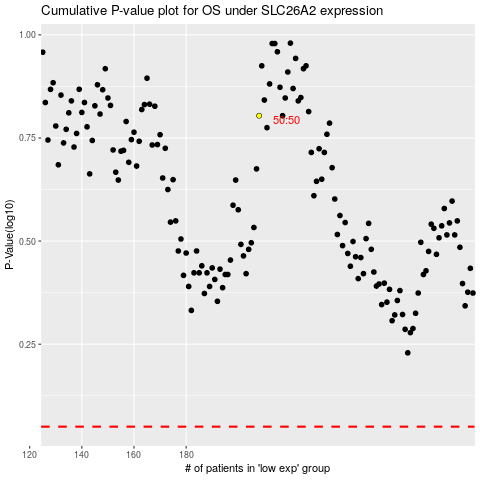 Cumulative P-value plot for OS under SLC26A2 expression
P-Value(log10)
1.00
0.75
0.50
0.25
50:50
120 140 160 180
# of patients in 'low exp' group